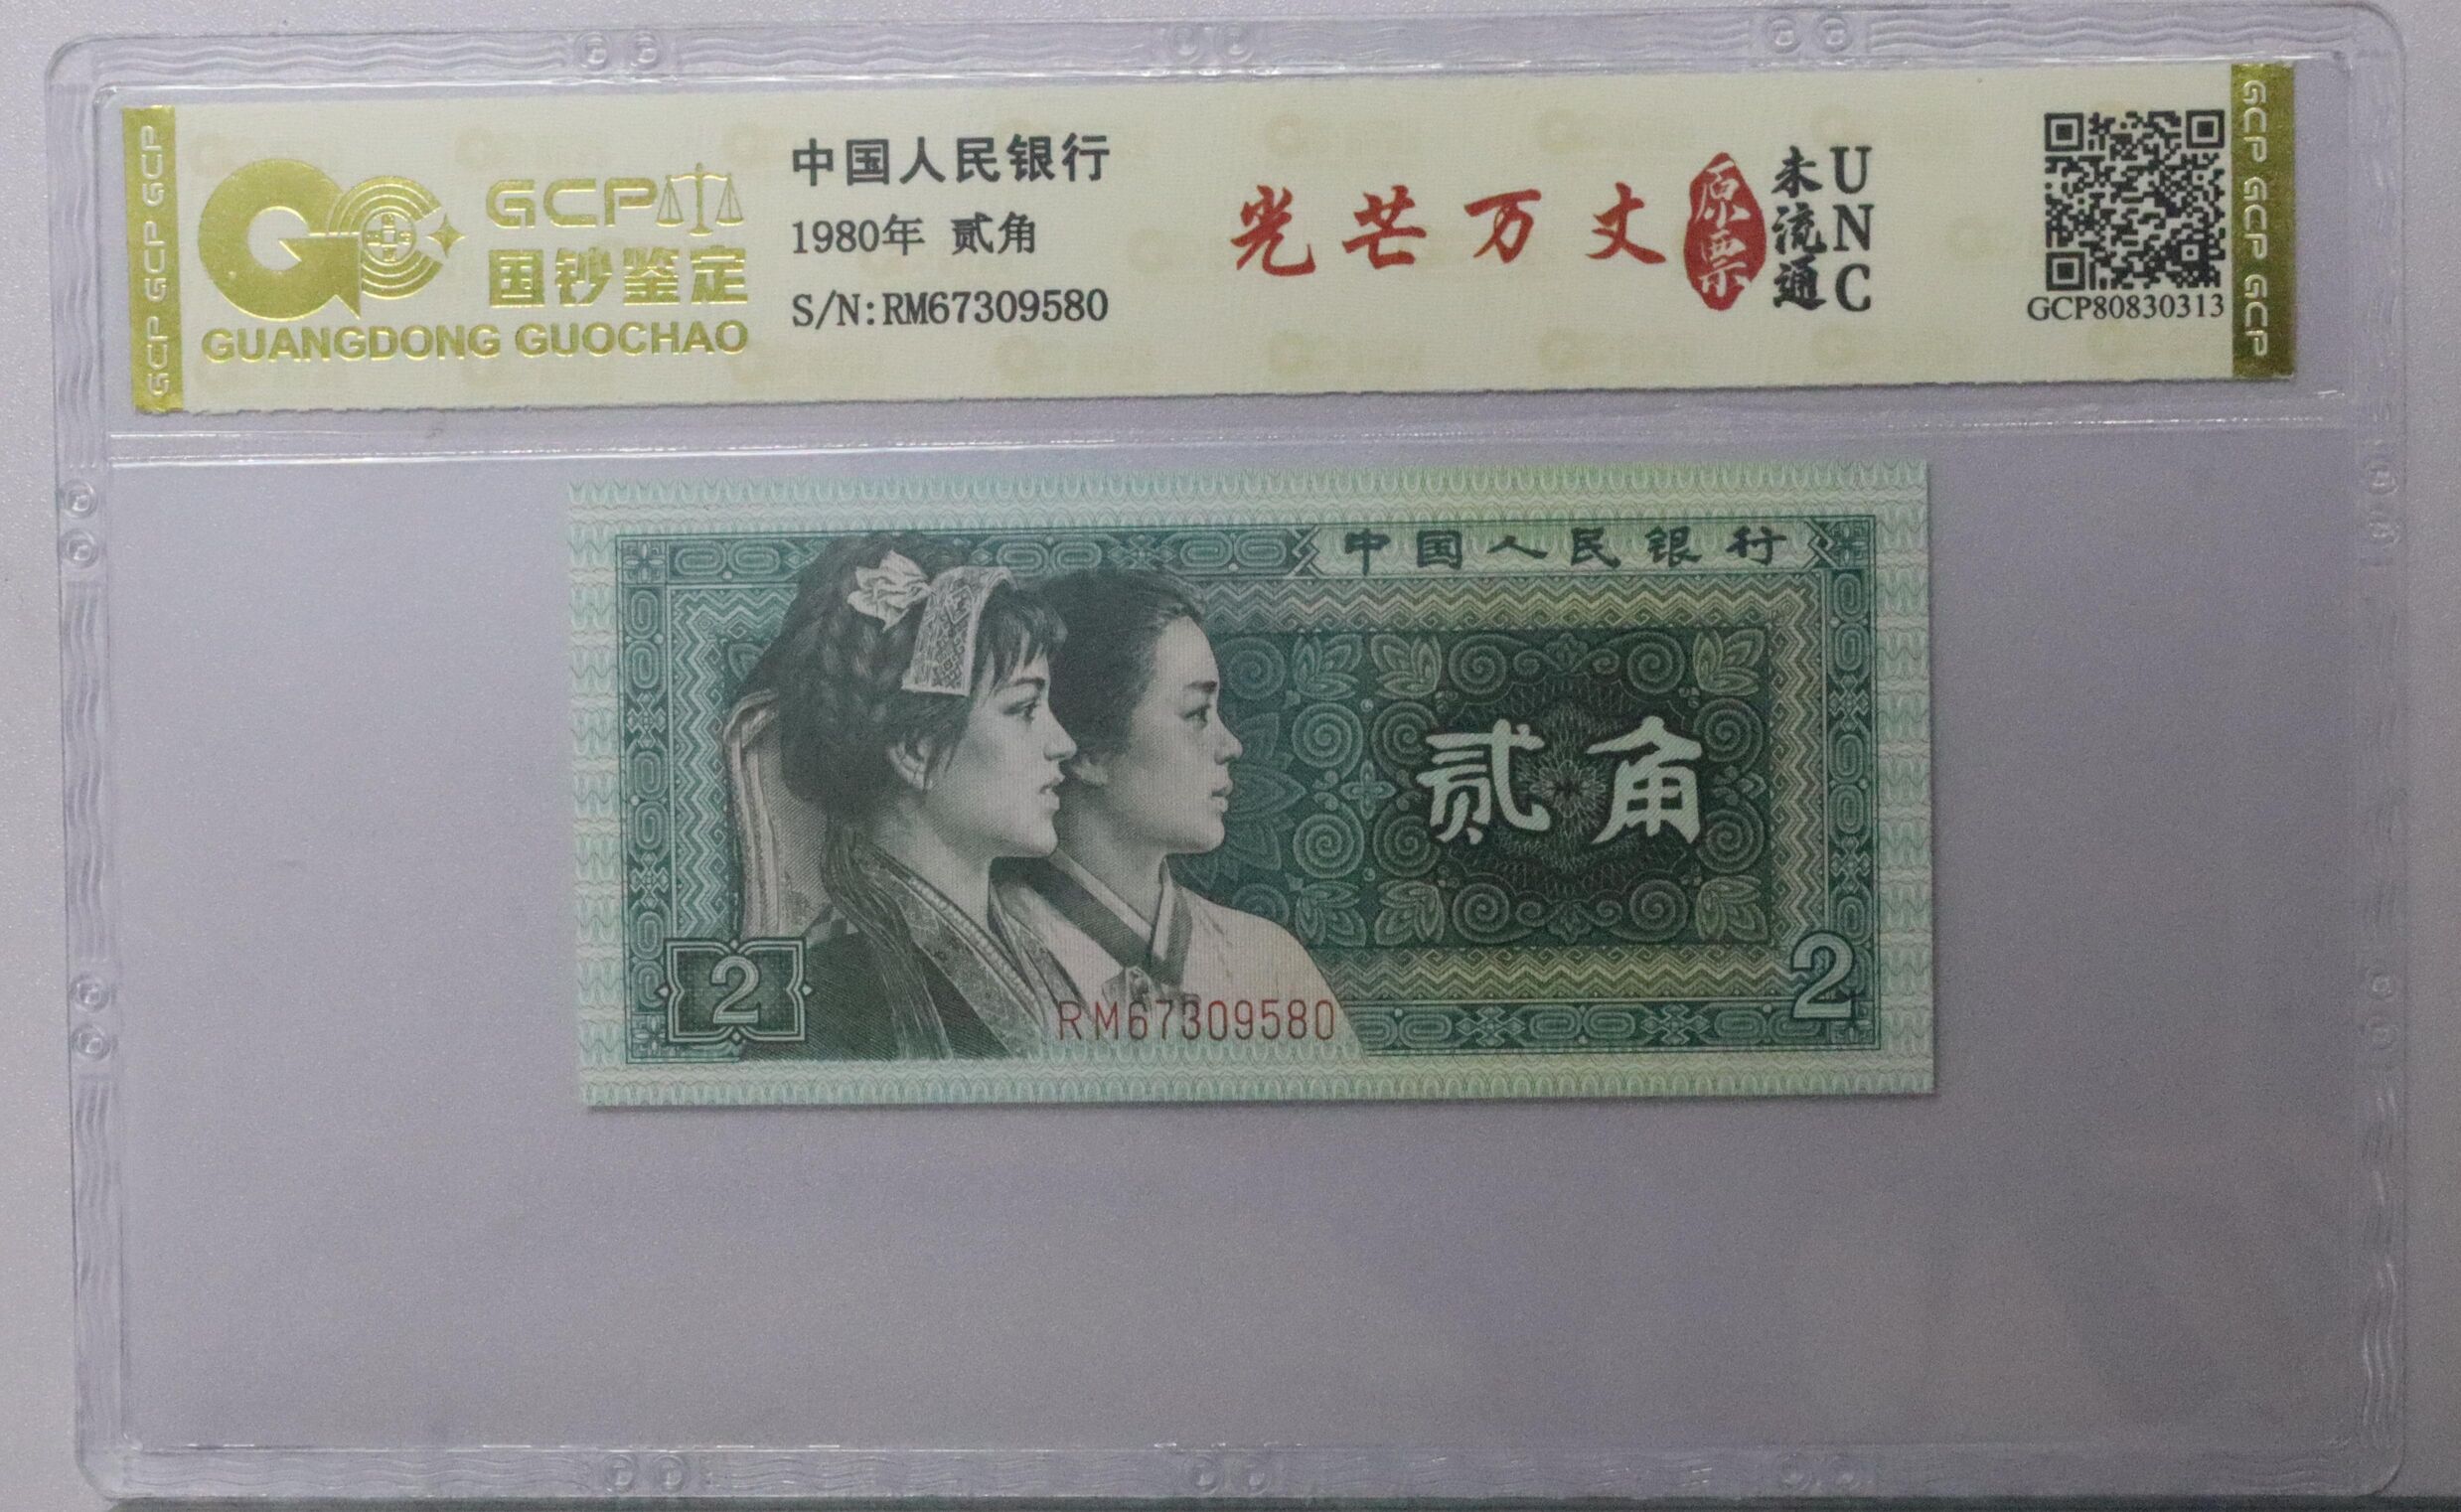 GCP GCP GCP
GCP
国钞鉴定
GUANGDONG GUOCHAO
中国人民银行
1980年 贰角
S/N:RM67309580
光芒万丈
原票
未流通
UNC
GCP80830313
GCP GCP GCP
中国人民银行
贰角
2
2
RM67309580